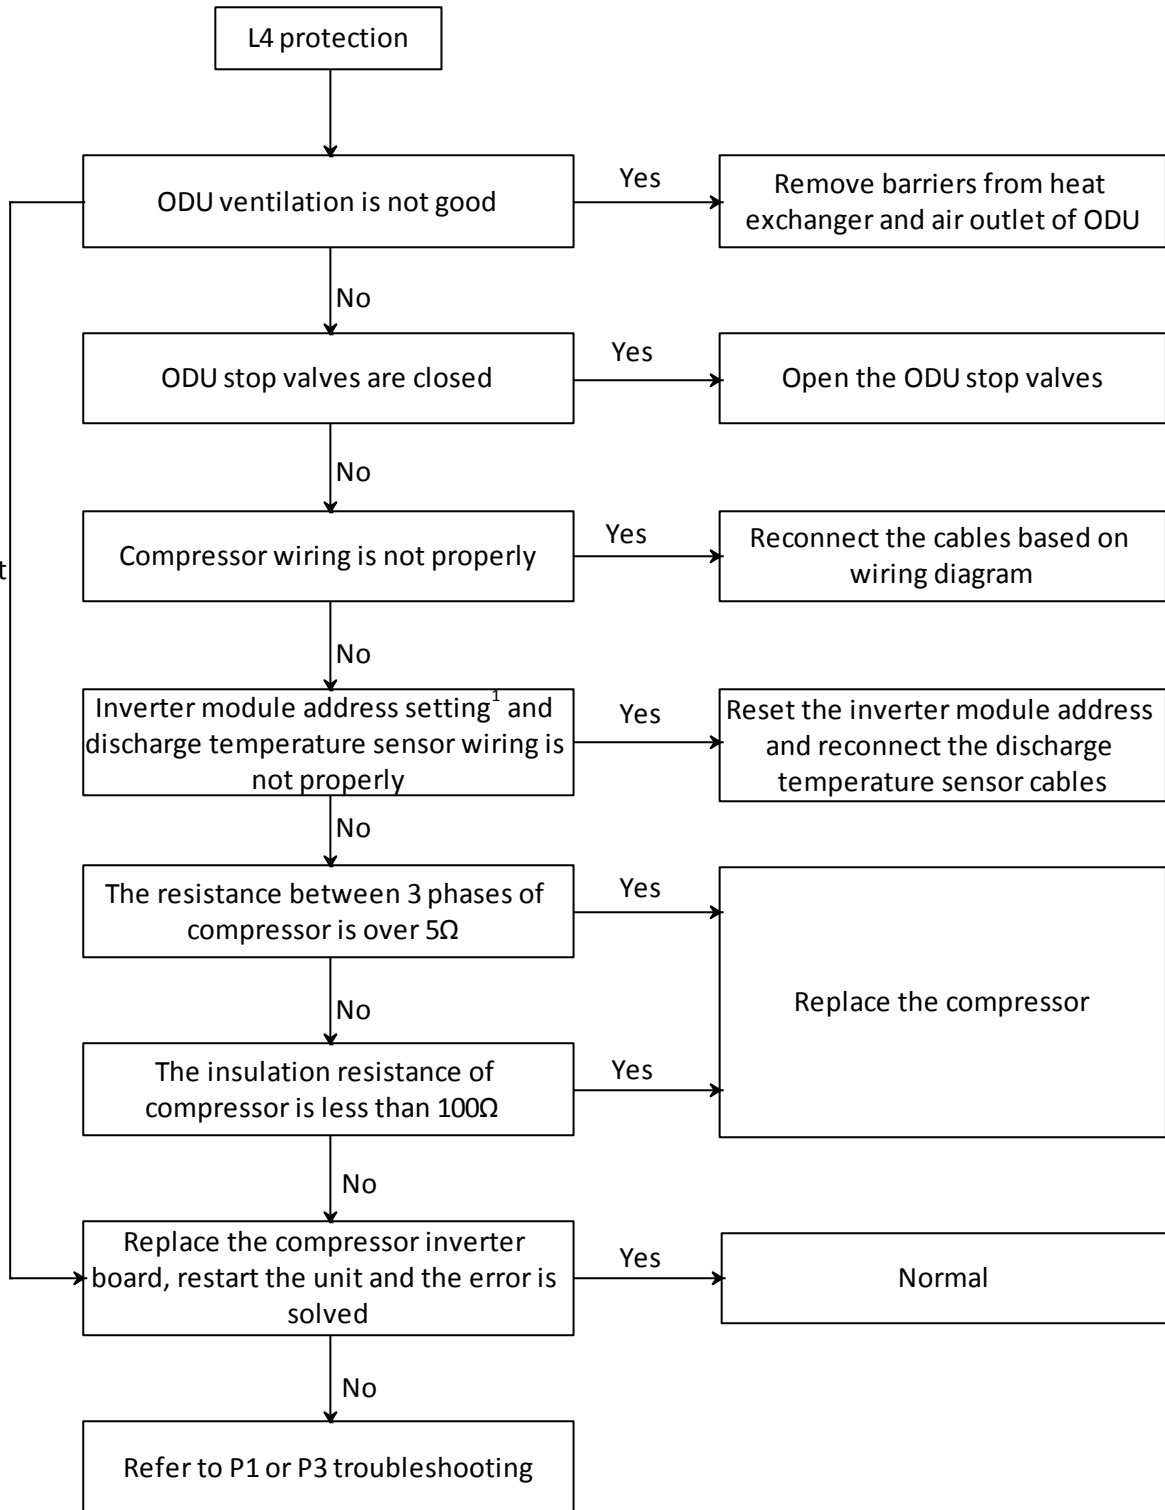 L4 protection
ODU ventilation is not good
Yes
Remove barriers from heat
exchanger and air outlet of ODU
No
ODU stop valves are closed
Yes
Open the ODU stop valves
No
Compressor wiring is not properly
Yes
Reconnect the cables based on
wiring diagram
t
No
Inverter module address setting¹ and
discharge temperature sensor wiring is
not properly
Yes
Reset the inverter module address
and reconnect the discharge
temperature sensor cables
No
The resistance between 3 phases of
compressor is over 5Ω
Yes
Replace the compressor
No
The insulation resistance of
compressor is less than 100Ω
Yes
No
Replace the compressor inverter
board, restart the unit and the error is
solved
Yes
Normal
No
Refer to P1 or P3 troubleshooting